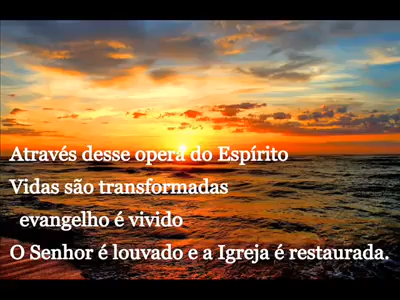 Através desse opera do Espírito
Vidas são transformadas
evangelho é vivido
O Senhor é louvado e a Igreja é restaurada.